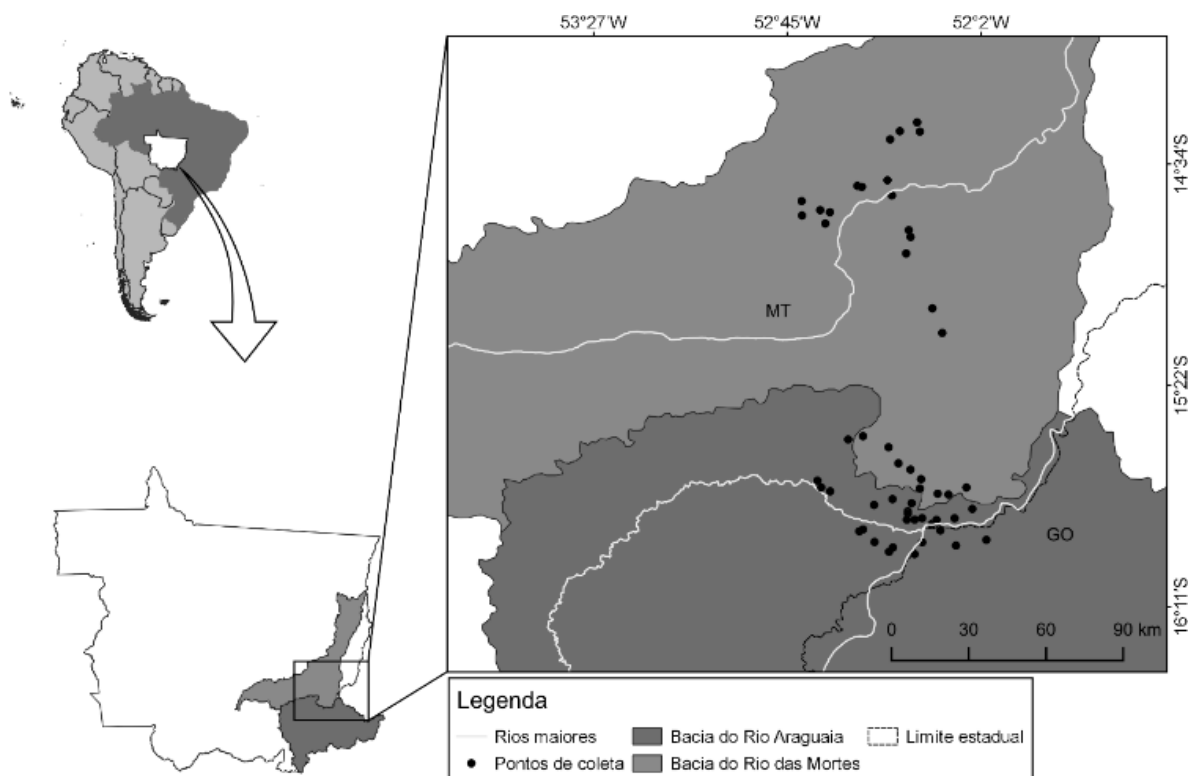 53°27'W 52°45'W 52°2'W
14°34'S
MT
15°22'S
GO
16°11'S
0 30 60 90 km
Legenda
Rios maiores Bacia do Rio Araguaia Limite estadual
Pontos de coleta Bacia do Rio das Mortes